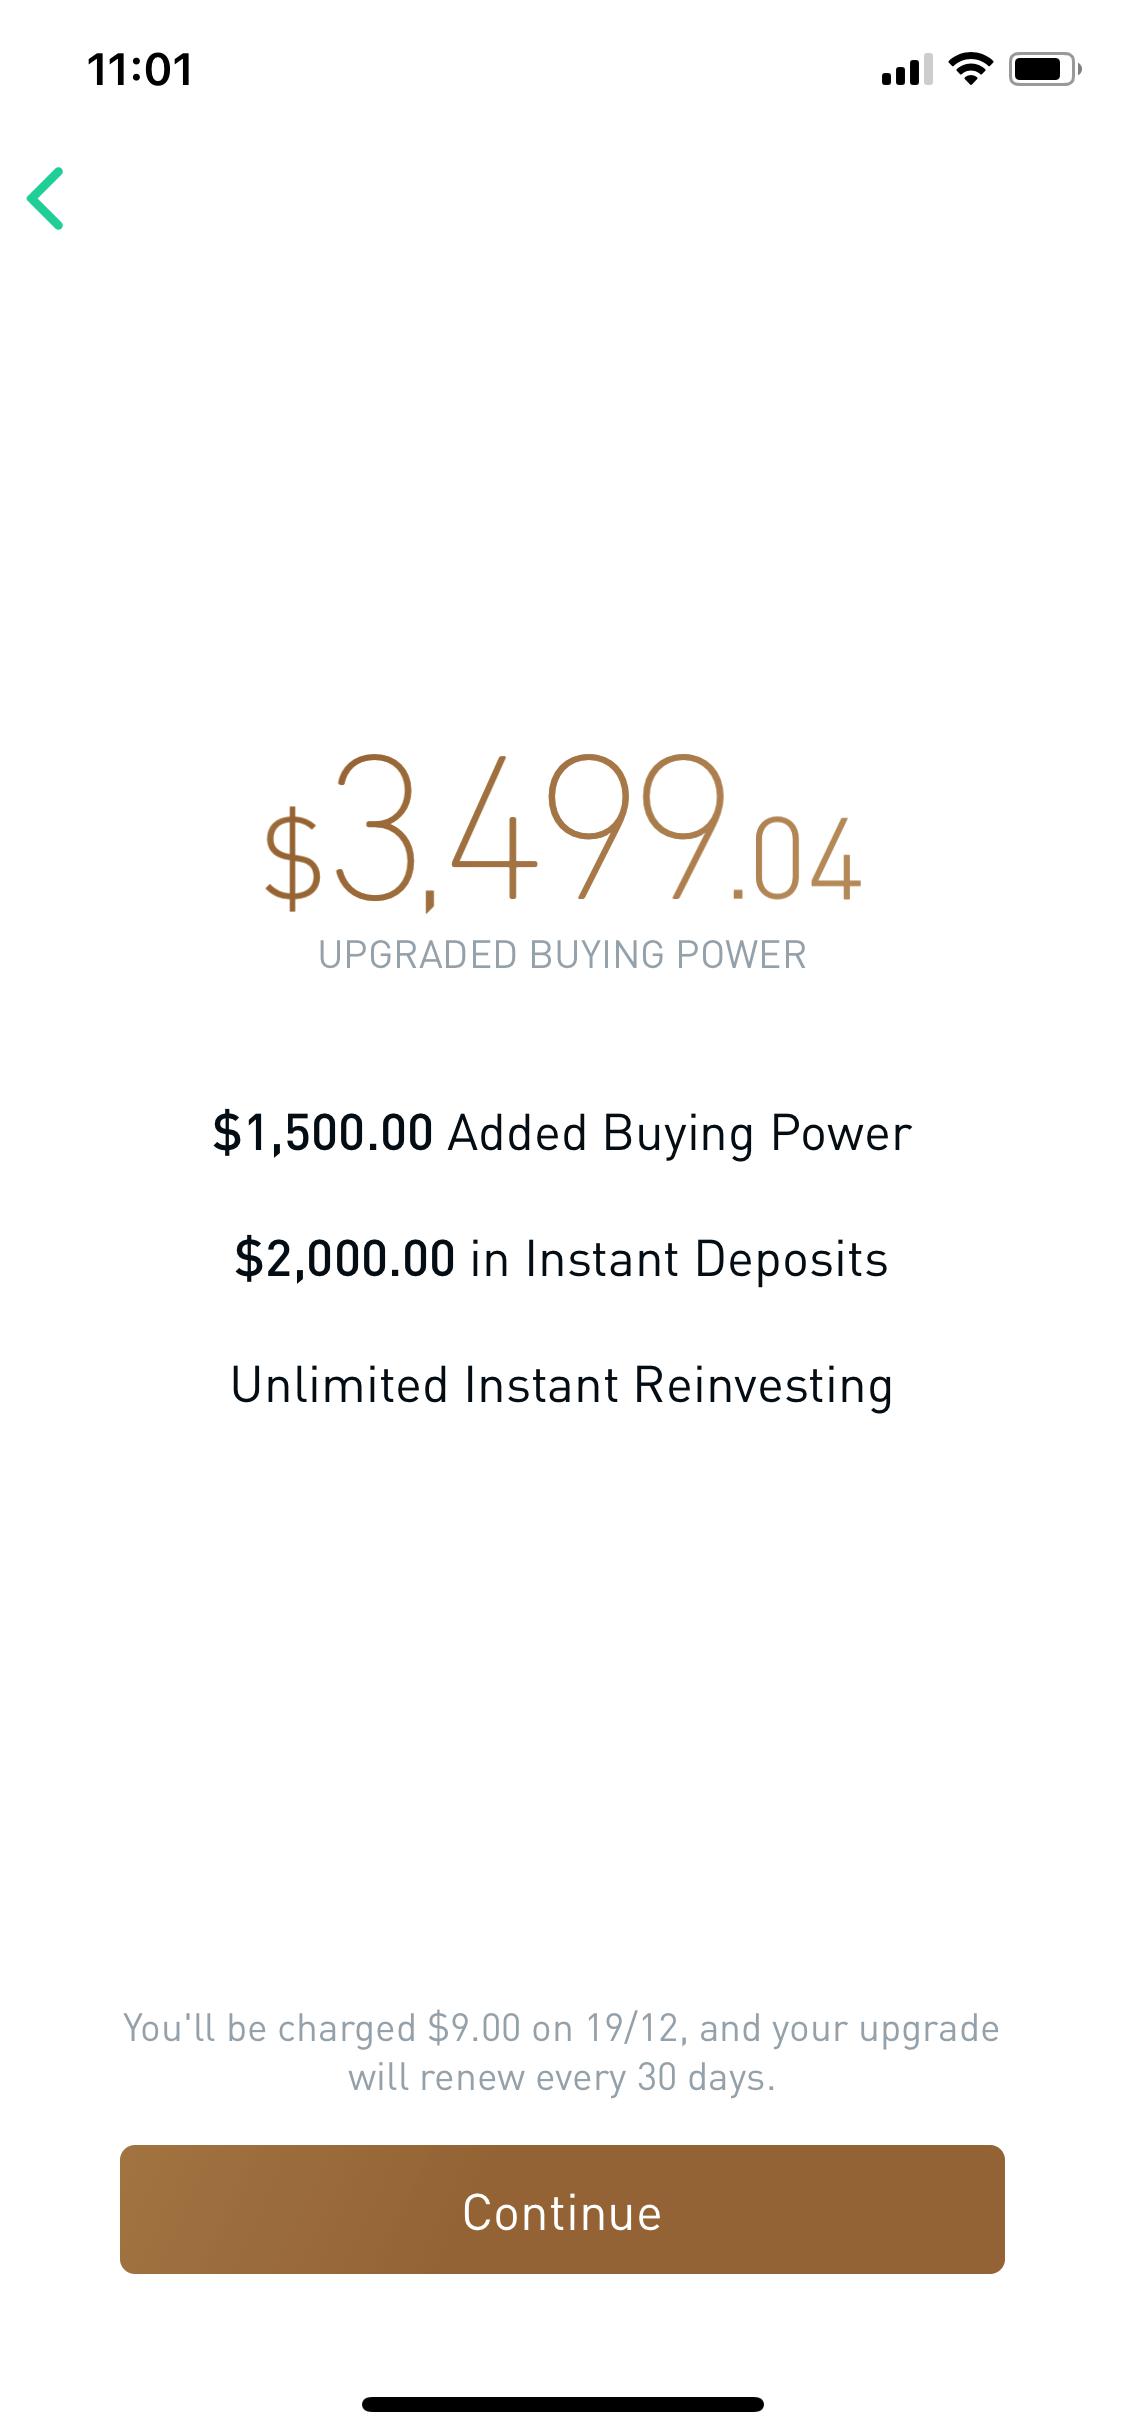 11:01
$3,499.04
UPGRADED BUYING POWER
$1,500.00 Added Buying Power
$2,000.00 in Instant Deposits
Unlimited Instant Reinvesting
You'll be charged $9.00 on 19/12, and your upgrade
will renew every 30 days.
Continue